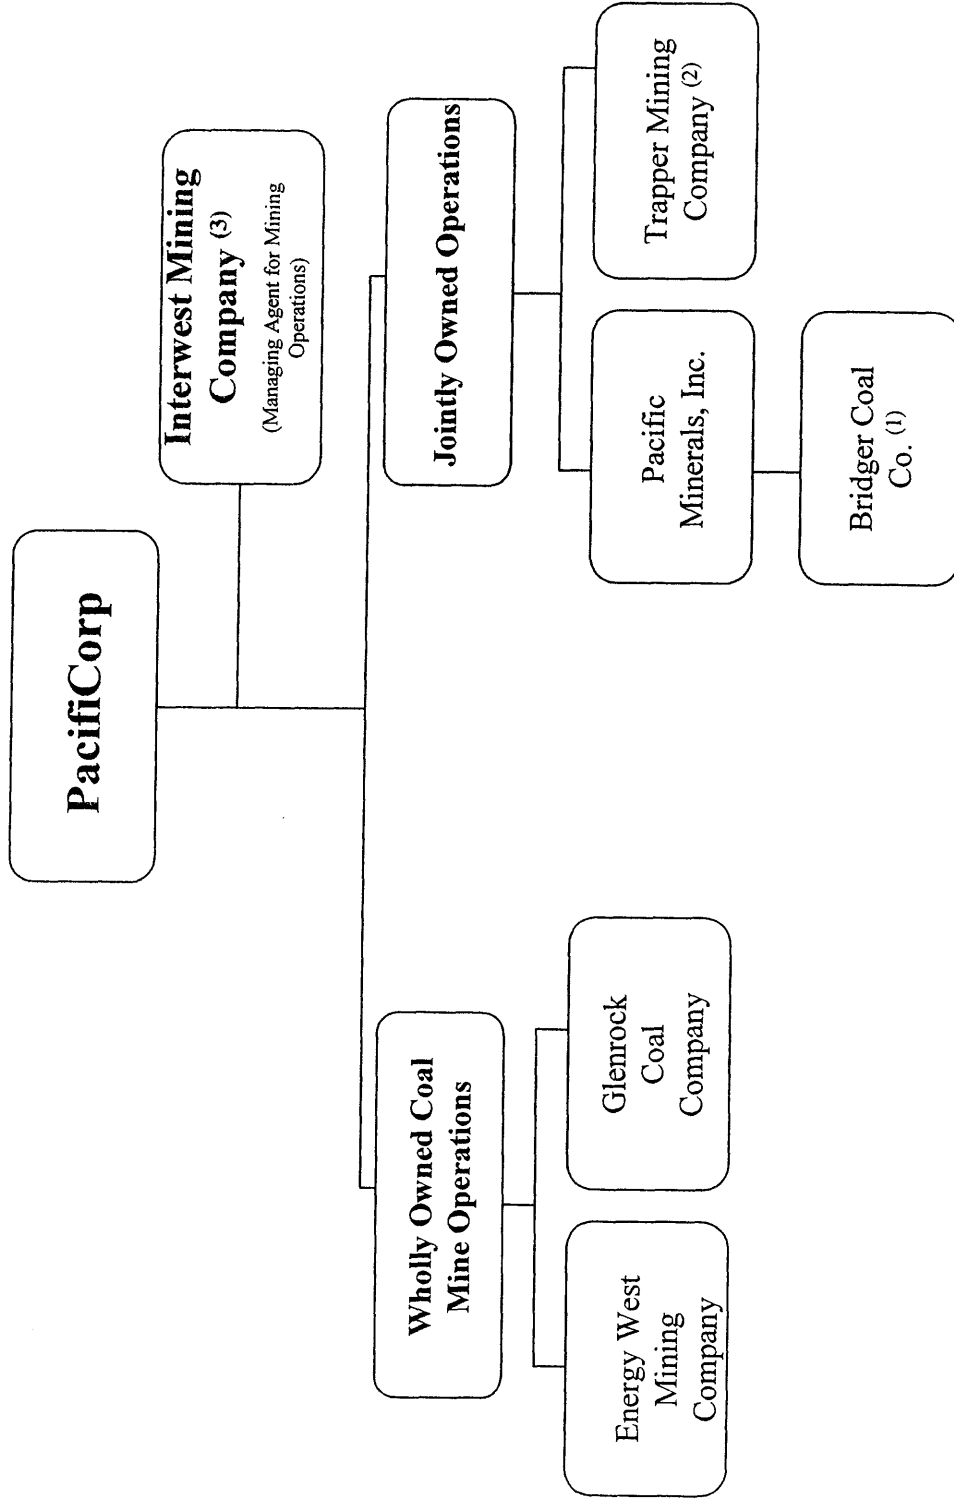 PacifiCorp
Interwest Mining
Company (3)
(Managing Agent for Mining
Operations)
Wholly Owned Coal
Mine Operations
Jointly Owned Operations
Energy West
Mining
Company
Glenrock
Coal
Company
Pacific
Minerals, Inc.
Trapper Mining
Company (2)
Bridger Coal
Co. (1)